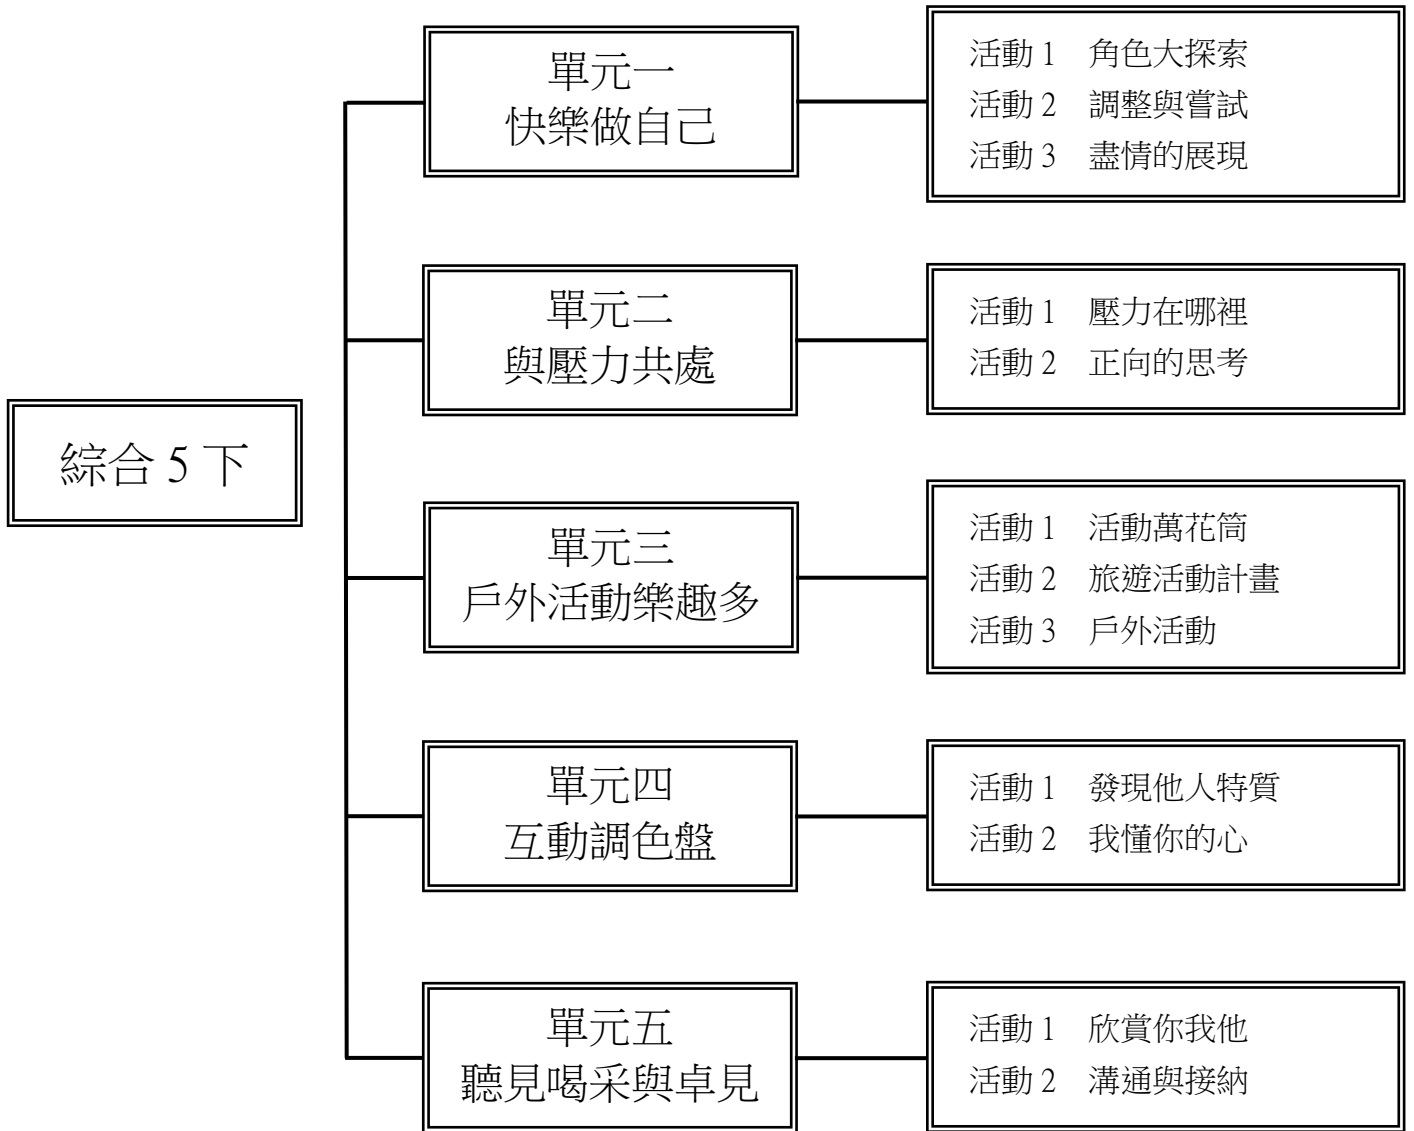 綜合 5 下
單元一
快樂做自己
活動 1 角色大探索
活動 2 調整與嘗試
活動 3 盡情的展現
單元二
與壓力共處
活動 1 壓力在哪裡
活動 2 正向的思考
單元三
戶外活動樂趣多
活動 1 活動萬花筒
活動 2 旅遊活動計畫
活動 3 戶外活動
單元四
互動調色盤
活動 1 發現他人特質
活動 2 我懂你的心
單元五
聽見喝采與卓見
活動 1 欣賞你我他
活動 2 溝通與接納